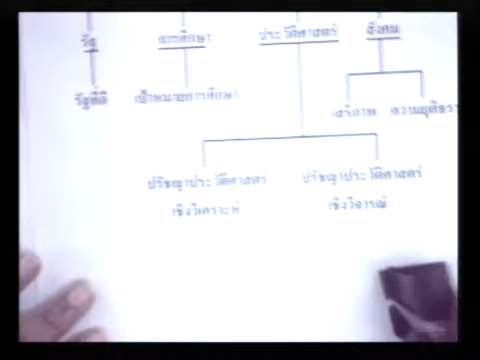 รัฐ การศึกษา ประวัติศาสตร์ สังคม
รัฐที่ดี เป้าหมายการศึกษา เสรีภาพ ความยุติธรรม
ปรัชญาประวัติศาสตร์ ปรัชญาประวัติศาสตร์
เชิงวิเคราะห์ เชิงวิจารณ์